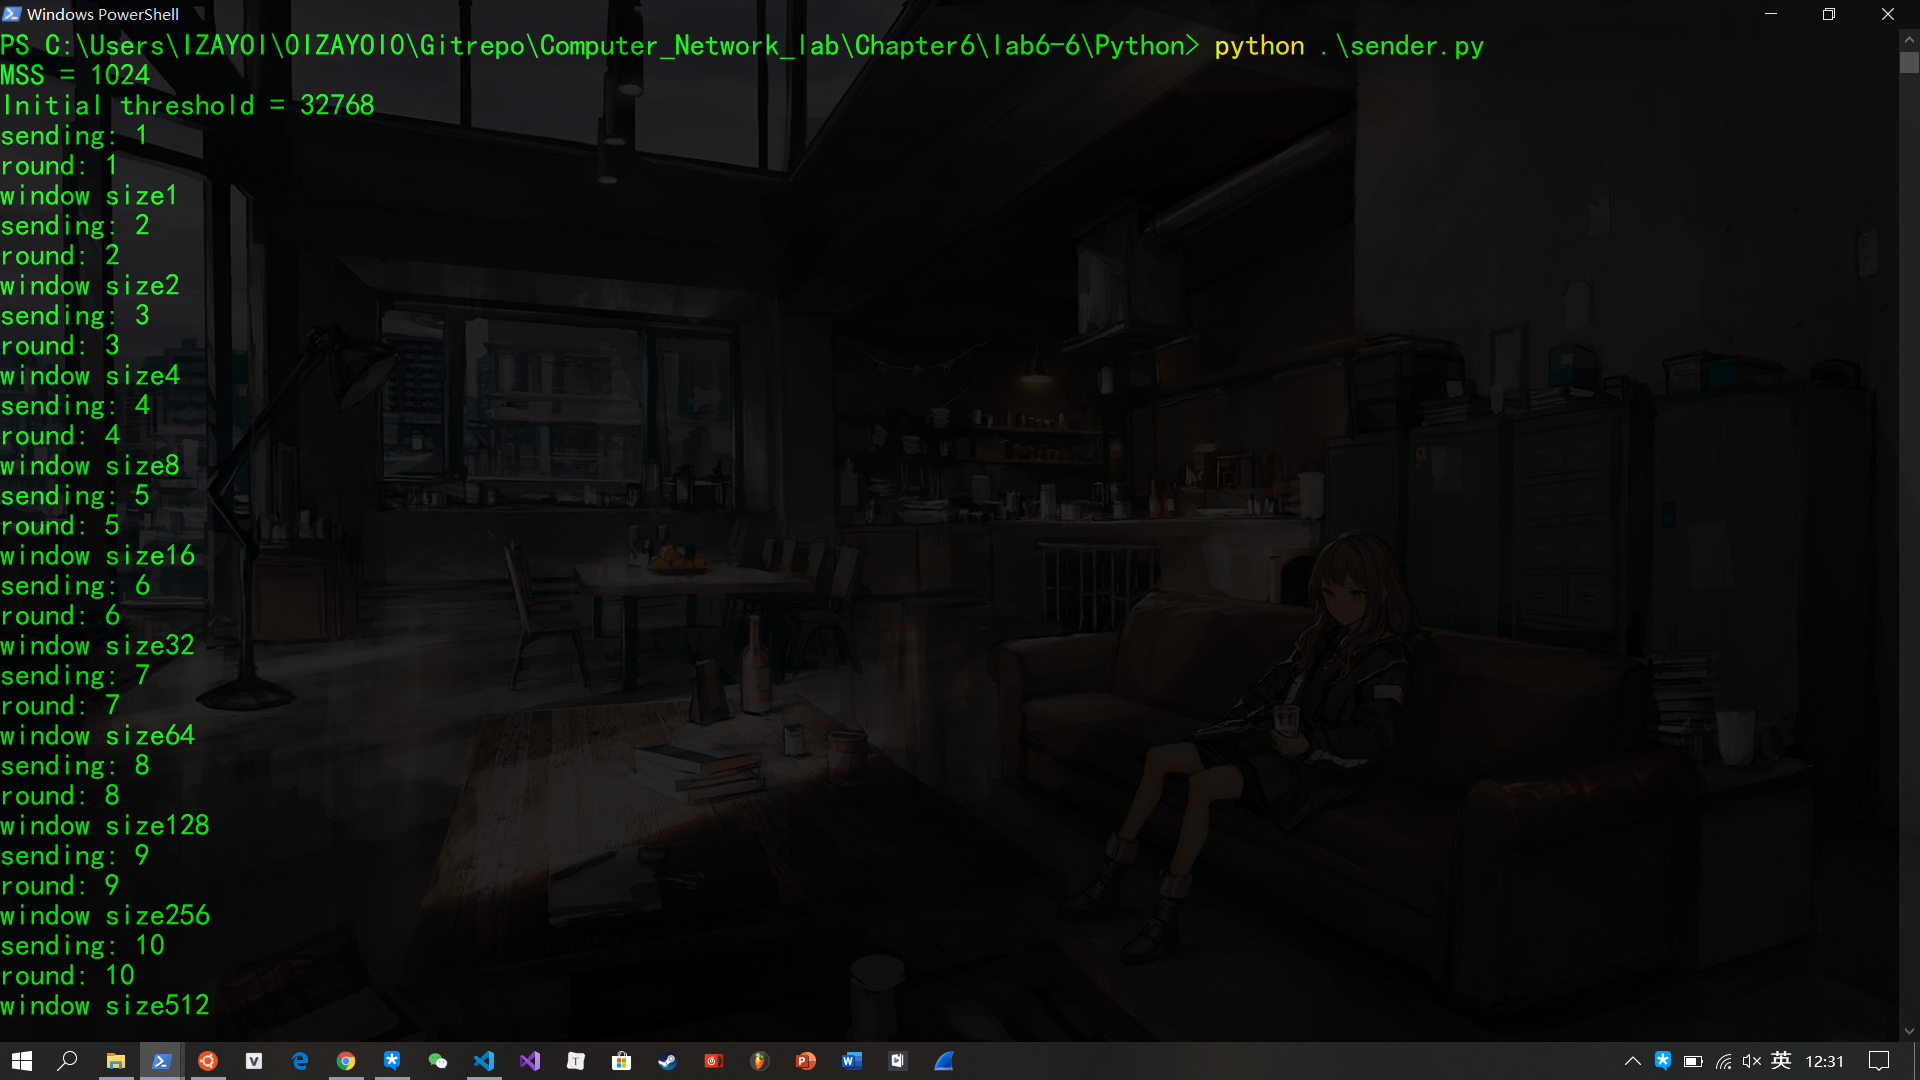 Windows PowerShell
PS C:\Users\IZAYOI\OIZAYOIO\Gitrepo\Computer_Network_lab\Chapter6\lab6-6\Python> python .\sender.py
MSS = 1024
Initial threshold = 32768
sending: 1
round: 1
window size1
sending: 2
round: 2
window size2
sending: 3
round: 3
window size4
sending: 4
round: 4
window size8
sending: 5
round: 5
window size16
sending: 6
round: 6
window size32
sending: 7
round: 7
window size64
sending: 8
round: 8
window size128
sending: 9
round: 9
window size256
sending: 10
round: 10
window size512
英 12:31